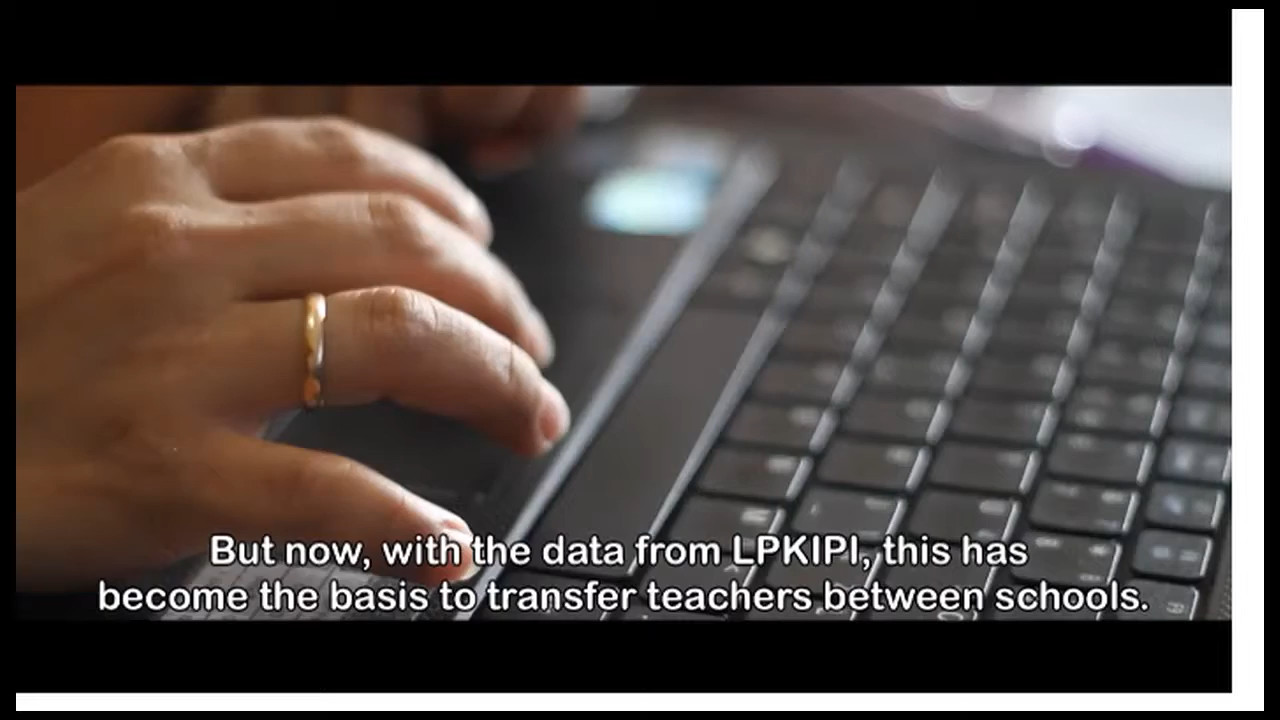 But now, with the data from LPKIPI, this has
become the basis to transfer teachers between schools.